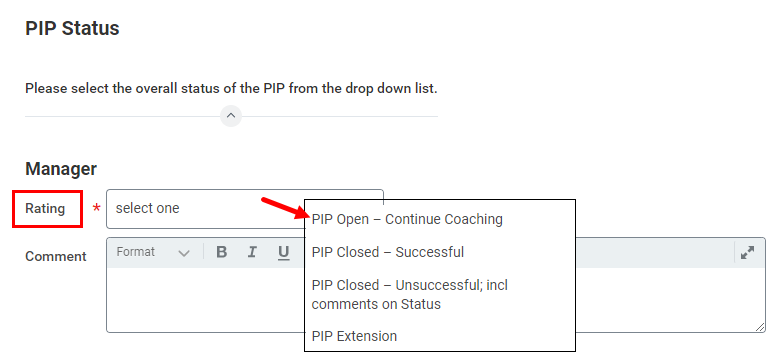 PIP Status
Please select the overall status of the PIP from the drop down list.
Manager
Rating * select one
PIP Open – Continue Coaching
PIP Closed – Successful
PIP Closed – Unsuccessful; incl
comments on Status
PIP Extension
Comment
Format B I U